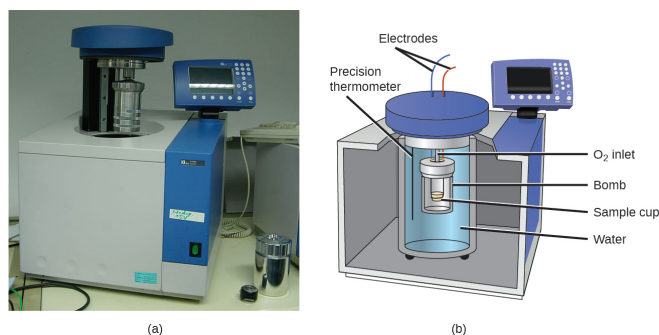 Electrodes
Precision
thermometer
O₂ inlet
Bomb
Sample cup
Water
(a)
(b)